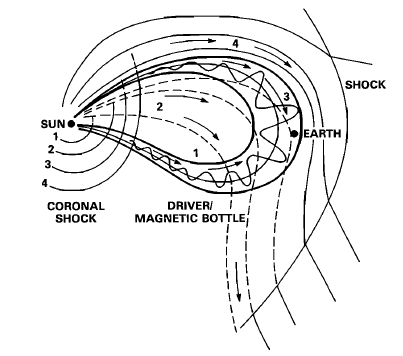 4
SHOCK
3
2
SUN
EARTH
1
1
2
3
4
CORONAL
SHOCK
DRIVER/
MAGNETIC BOTTLE